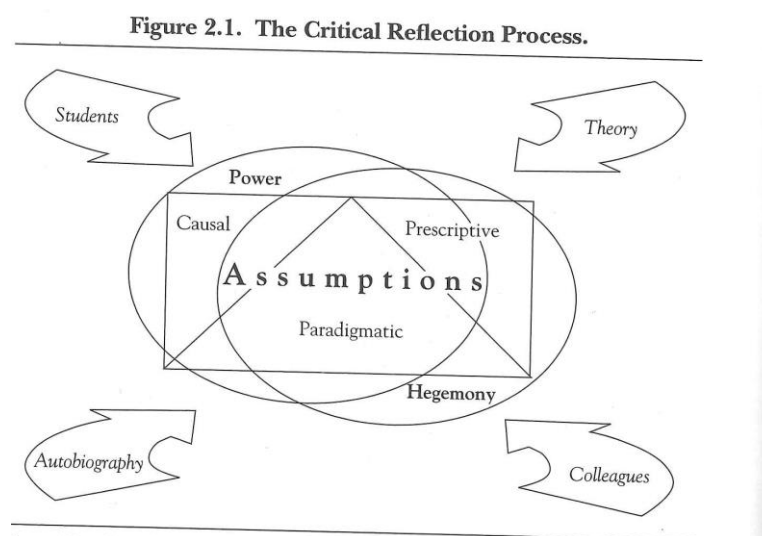 Figure 2.1. The Critical Reflection Process.
Students
Theory
Power
Causal
Prescriptive
Assumptions
Paradigmatic
Hegemony
Autobiography
Colleagues